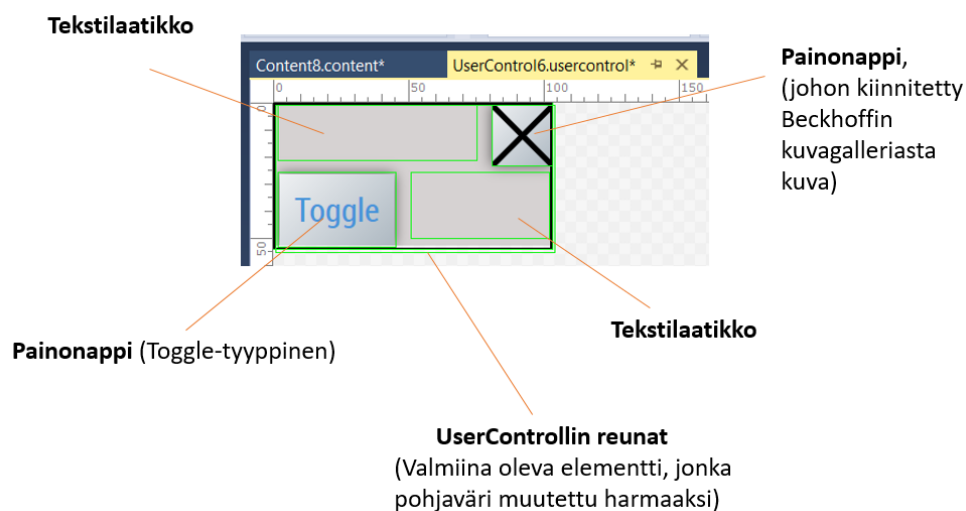 Tekstilaatikko
Content8.content*
UserControl6.usercontrol*
0 50 100 150
0
50
Toggle
Painonappi,
(johon kiinnitetty
Beckhoffin
kuvagalleriasta
kuva)
Tekstilaatikko
Painonappi (Toggle-tyyppinen)
UserControllin reunat
(Valmiina oleva elementti, jonka
pohjaväri muutettu harmaaksi)